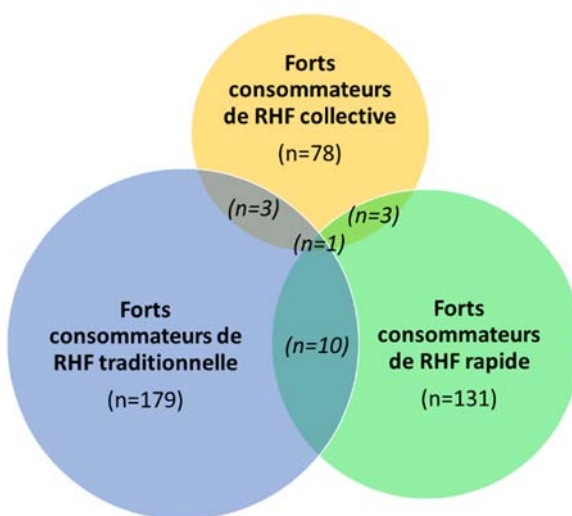 Forts
consommateurs
de RHF collective
(n=78)
(n=3)
(n=3)
(n=1)
Forts
consommateurs de
RHF traditionnelle
(n=179)
(n=10)
Forts
consommateurs
de RHF rapide
(n=131)